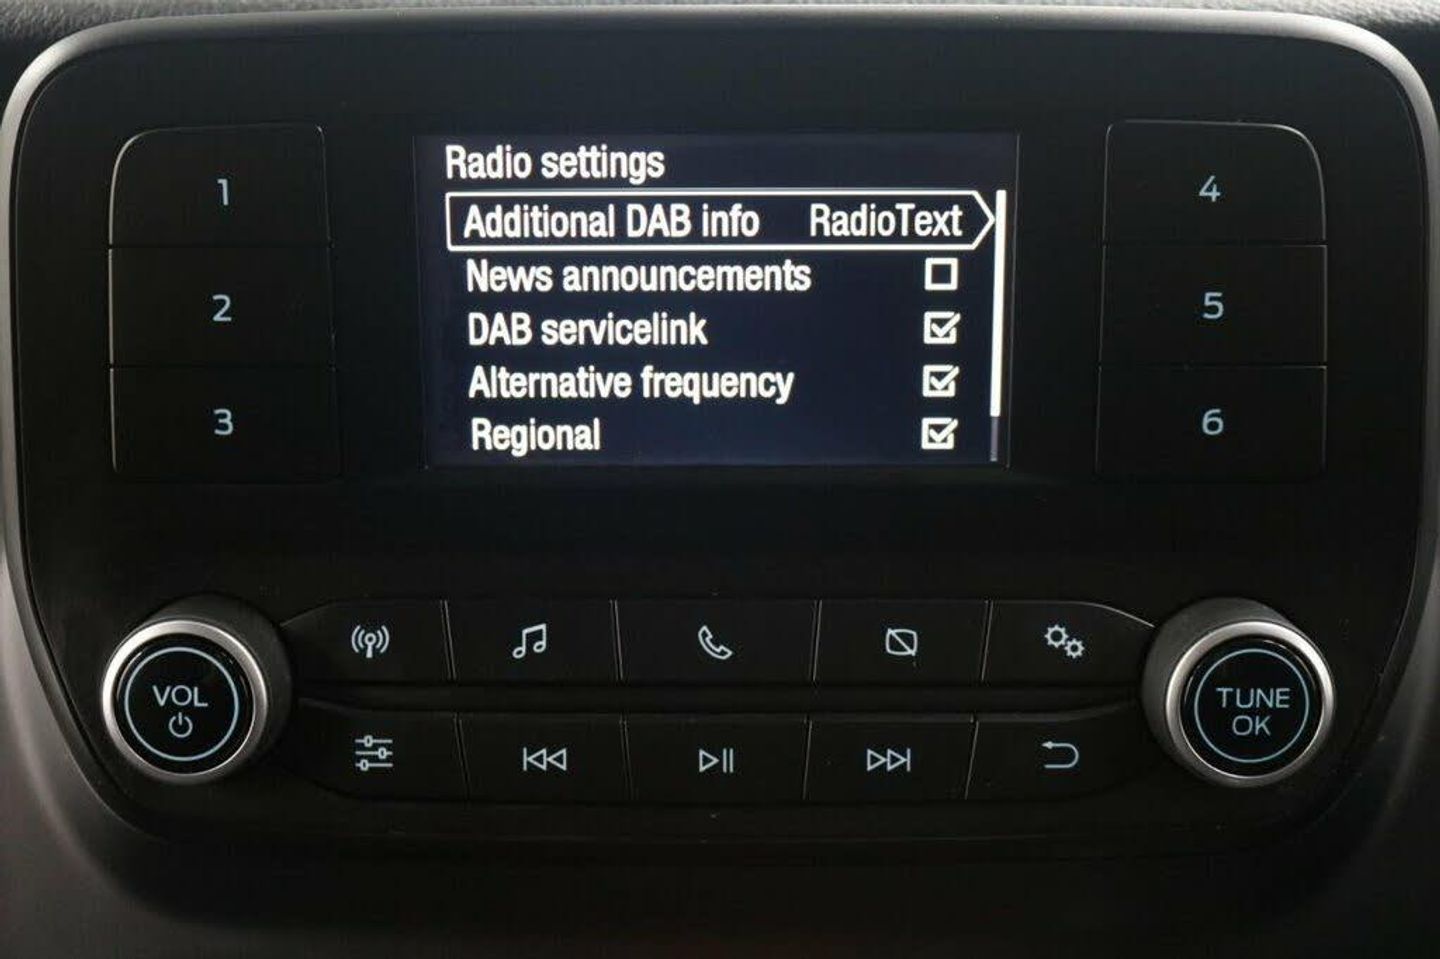 Radio settings
Additional DAB info RadioText
News announcements
DAB servicelink
Alternative frequency
Regional
1
2
3
4
5
6
VOL
TUNE
OK